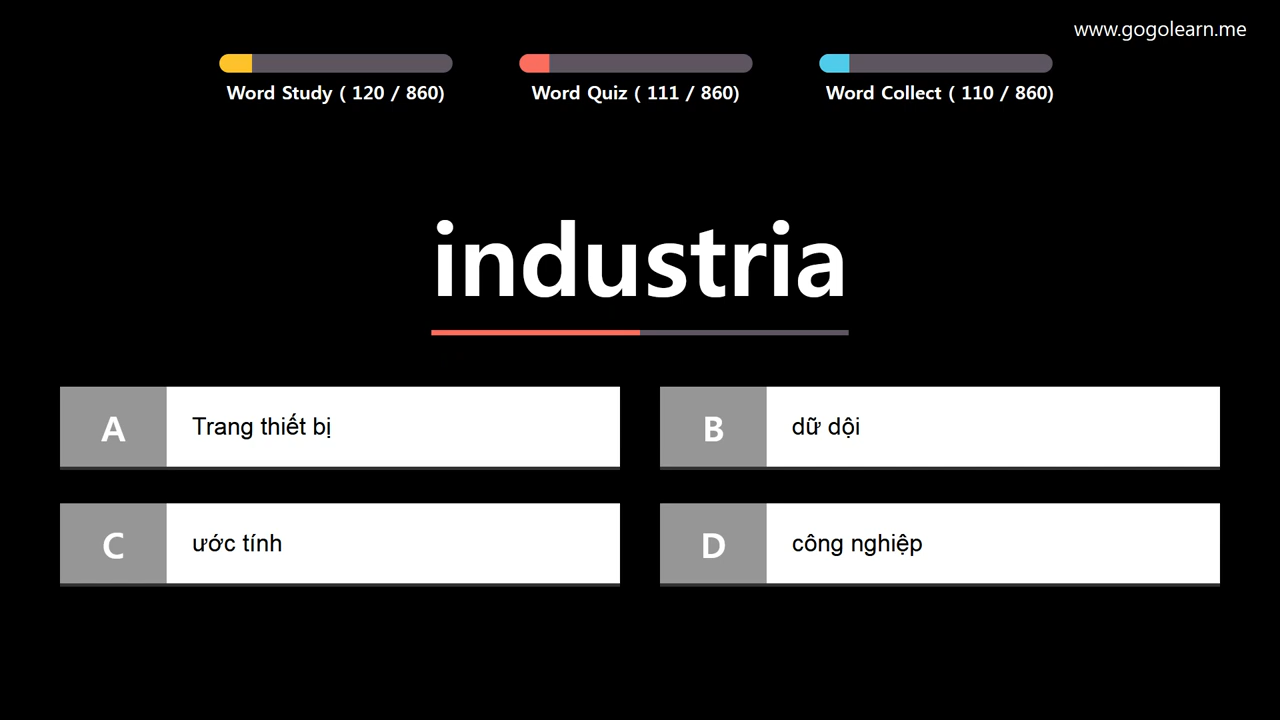 www.gogolearn.me
Word Study ( 120 / 860)
Word Quiz ( 111 / 860)
Word Collect ( 110 / 860)
industria
A
Trang thiết bị
B
dữ dội
C
ước tính
D
công nghiệp